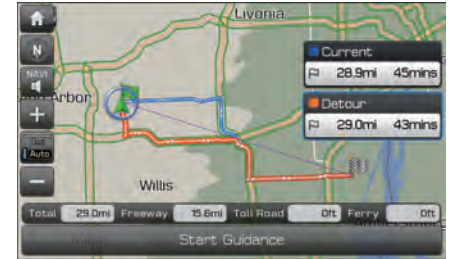 Livonia
N
Current
28.9mi 45mins
NAVI
Arbor
Detour
29.0mi 43mins
Auto
Willis
Total 29.0mi Freeway 15.6mi Toll Road 0ft Ferry 0ft
Start Guidance